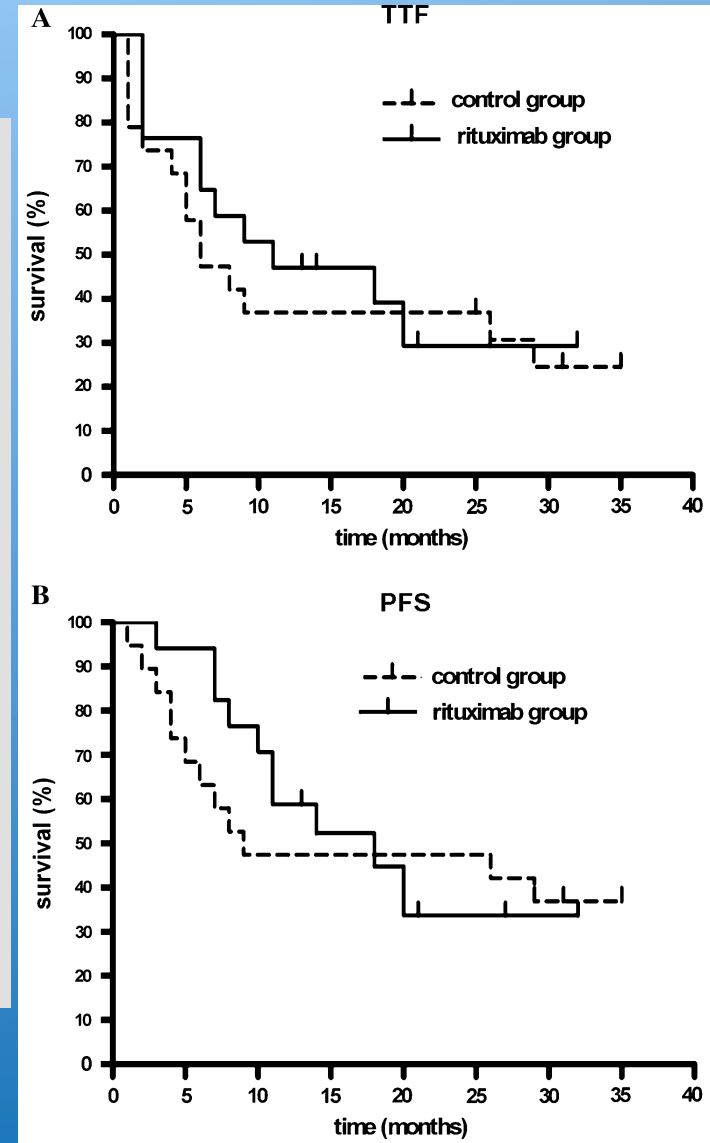 A
TTF
100
90
80
70
60
50
40
30
20
10
0
survival (%)
control group
rituximab group
0 5 10 15 20 25 30 35 40
time (months)
B
PFS
100
90
80
70
60
50
40
30
20
10
0
survival (%)
control group
rituximab group
0 5 10 15 20 25 30 35 40
time (months)